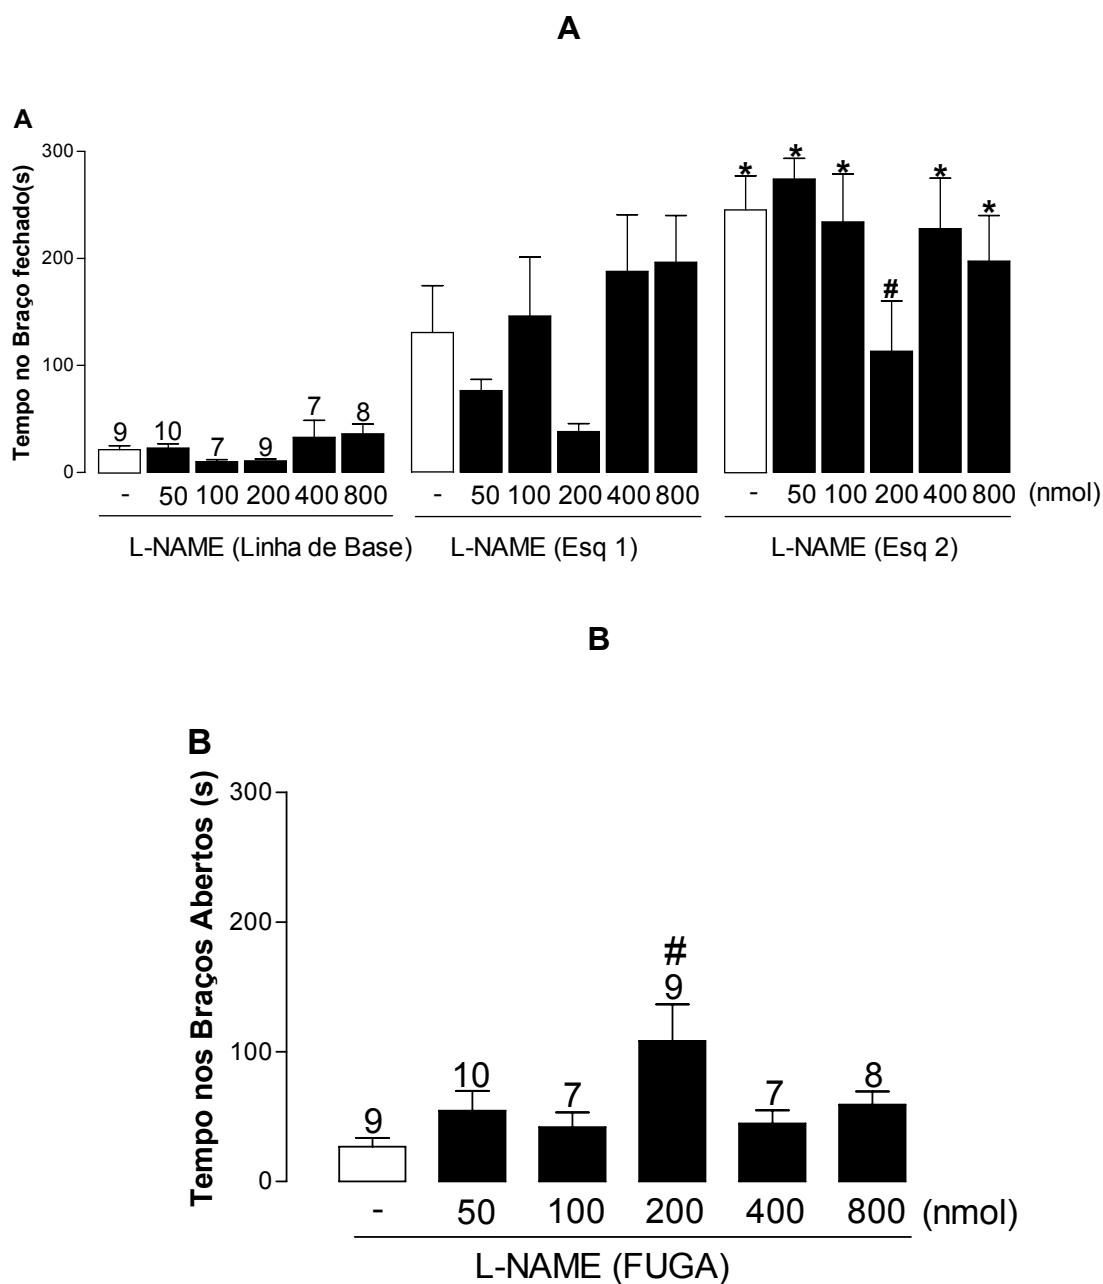 A
A
Tempo no Braço fechado(s)
300
200
100
0
9 10 7 9 7 8
* * * # * *
- 50 100 200 400 800 - 50 100 200 400 800 - 50 100 200 400 800 (nmol)
L-NAME (Linha de Base) L-NAME (Esq 1) L-NAME (Esq 2)
B
B
Tempo nos Braços Abertos (s)
300
200
100
0
#
9 10 7 9 7 8
- 50 100 200 400 800 (nmol)
L-NAME (FUGA)